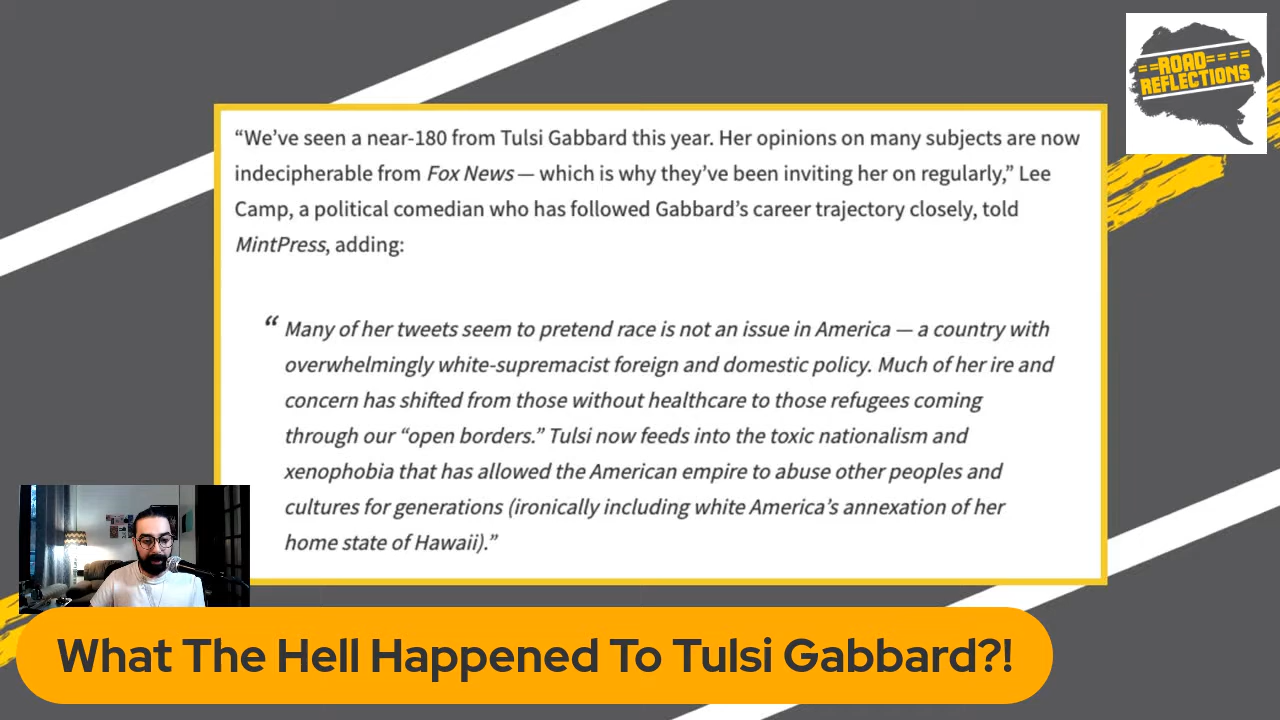 ==ROAD====
REFLECTIONS
“We’ve seen a near-180 from Tulsi Gabbard this year. Her opinions on many subjects are now
indecipherable from Fox News — which is why they’ve been inviting her on regularly,” Lee
Camp, a political comedian who has followed Gabbard’s career trajectory closely, told
MintPress, adding:
“ Many of her tweets seem to pretend race is not an issue in America — a country with
overwhelmingly white-supremacist foreign and domestic policy. Much of her ire and
concern has shifted from those without healthcare to those refugees coming
through our “open borders.” Tulsi now feeds into the toxic nationalism and
xenophobia that has allowed the American empire to abuse other peoples and
cultures for generations (ironically including white America’s annexation of her
home state of Hawaii).”
What The Hell Happened To Tulsi Gabbard?!